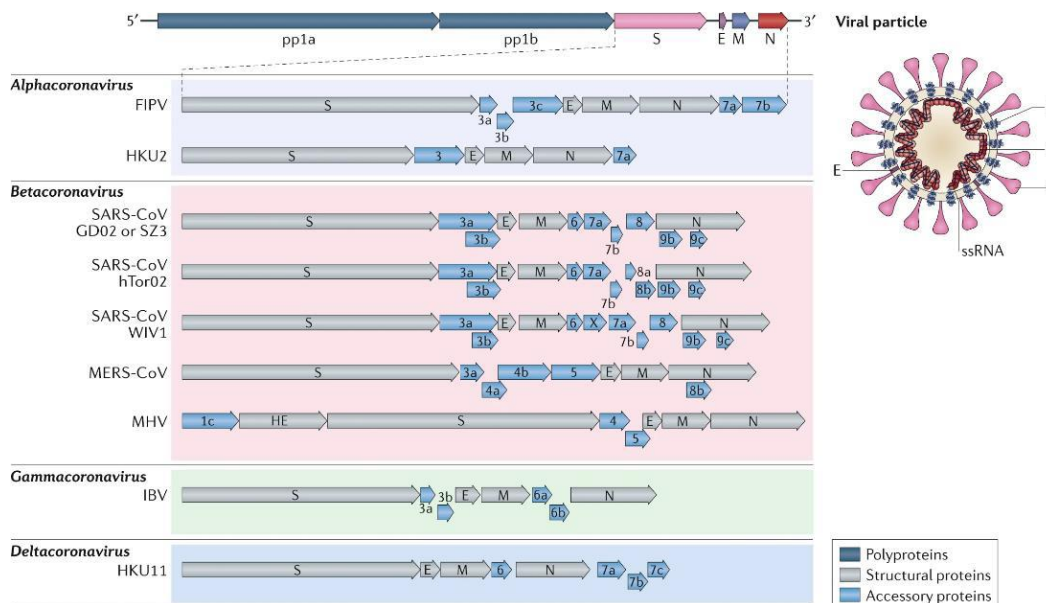 5′ 3′ Viral particle
pp1a pp1b S E M N
Alphacoronavirus
FIPV S 3a 3b 3c E M N 7a 7b
HKU2 S 3 E M N 7a
E
ssRNA
Betacoronavirus
SARS-CoV
GD02 or SZ3 S 3a 3b E M 6 7a 7b 8 N 9b 9c
SARS-CoV
hTor02 S 3a 3b E M 6 7a 7b 8a 8b N 9b 9c
SARS-CoV
WIV1 S 3a 3b E M 6 X 7a 7b 8 N 9b 9c
MERS-CoV S 3a 4a 4b 5 E M N 8b
MHV 1c HE S 4 5 E M N
Gammacoronavirus
IBV S 3a 3b E M 6a 6b N
Deltacoronavirus
HKU11 S E M 6 N 7a 7b 7c
Polyproteins
Structural proteins
Accessory proteins